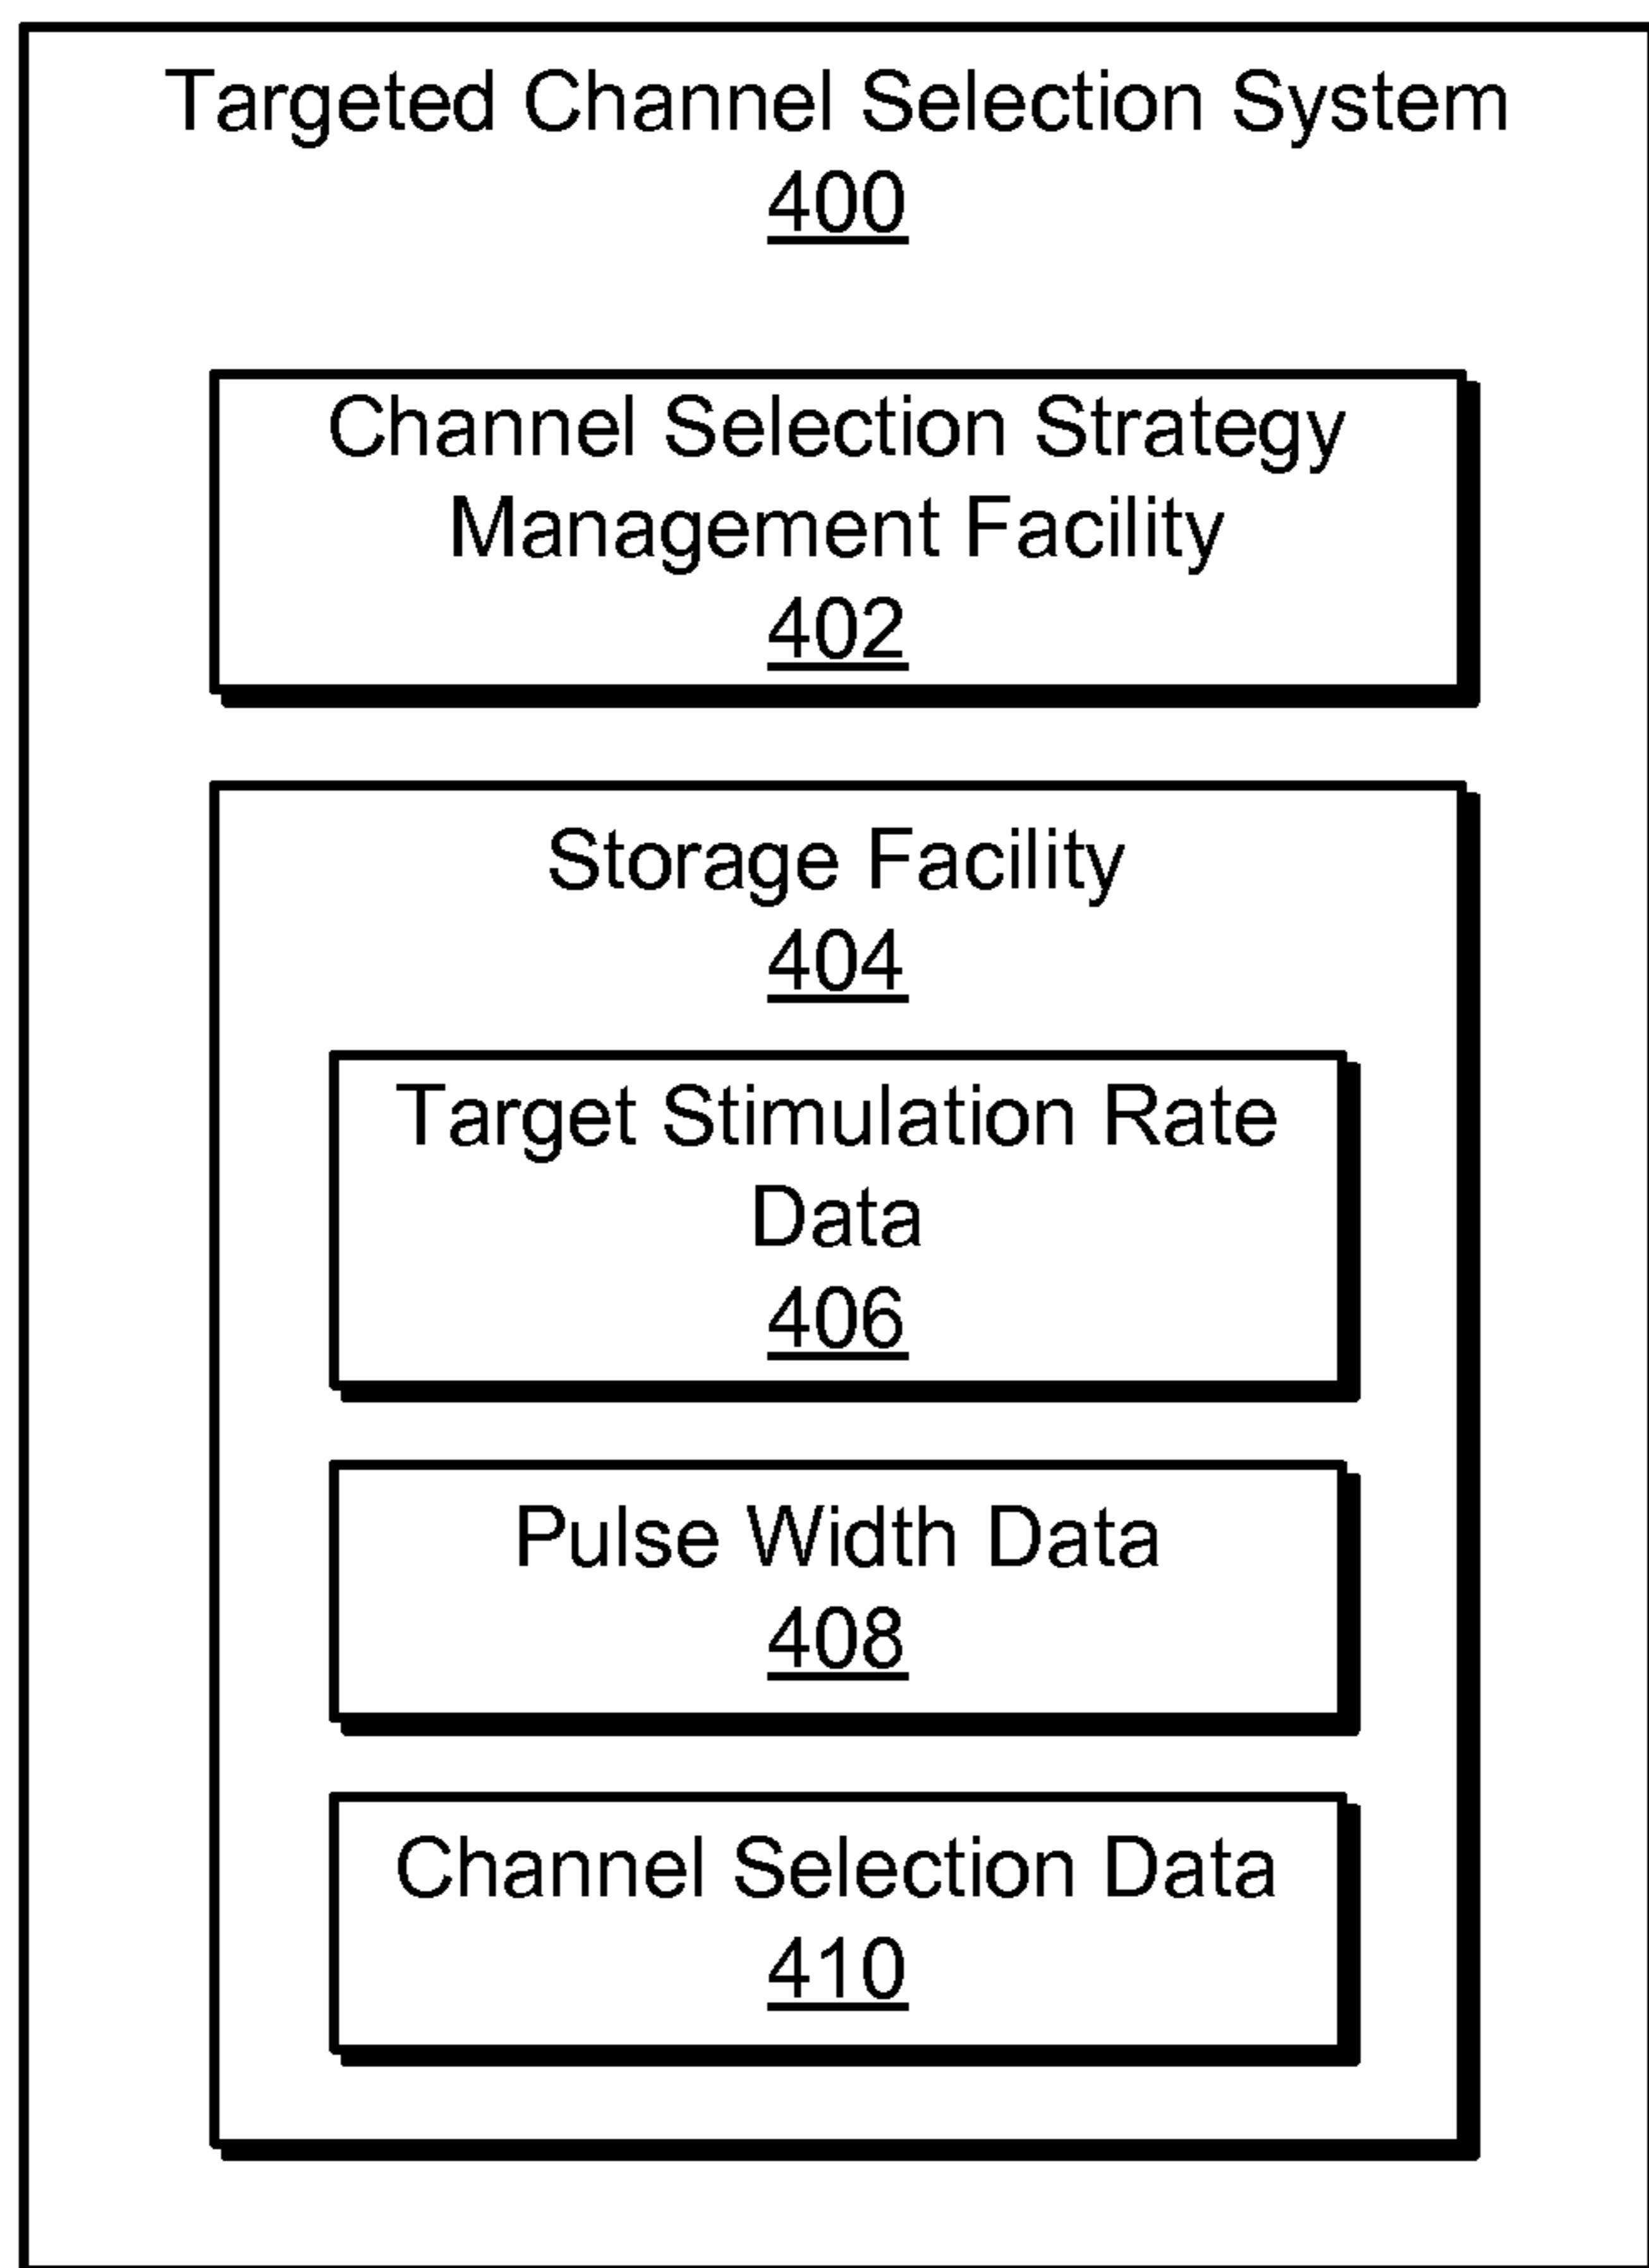 Targeted Channel Selection System
400
Channel Selection Strategy
Management Facility
402
Storage Facility
404
Target Stimulation Rate
Data
406
Pulse Width Data
408
Channel Selection Data
410